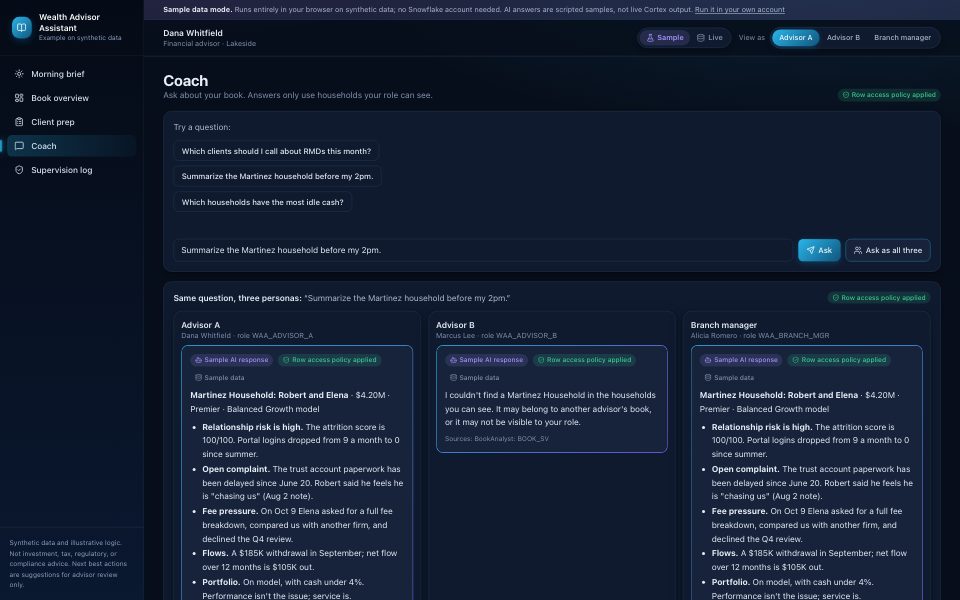 Wealth Advisor
Assistant
Example on synthetic data
Morning brief
Book overview
Client prep
Coach
Supervision log
Synthetic data and illustrative logic.
Not investment, tax, regulatory, or
compliance advice. Next best actions
are suggestions for advisor review
only.
Sample data mode. Runs entirely in your browser on synthetic data; no Snowflake account needed. AI answers are scripted samples, not live Cortex output. Run it in your own account
Dana Whitfield
Financial advisor · Lakeside
Sample
Live
View as
Advisor A
Advisor B
Branch manager
Coach
Ask about your book. Answers only use households your role can see.
Row access policy applied
Try a question:
Which clients should I call about RMDs this month?
Summarize the Martinez household before my 2pm.
Which households have the most idle cash?
Summarize the Martinez household before my 2pm.
Ask
Ask as all three
Same question, three personas: "Summarize the Martinez household before my 2pm."
Row access policy applied
Advisor A
Dana Whitfield · role WAA_ADVISOR_A
Sample AI response
Row access policy applied
Sample data
Martinez Household: Robert and Elena · $4.20M ·
Premier · Balanced Growth model
• Relationship risk is high. The attrition score is
100/100. Portal logins dropped from 9 a month to 0
since summer.
• Open complaint. The trust account paperwork has
been delayed since June 20. Robert said he feels he
is "chasing us" (Aug 2 note).
• Fee pressure. On Oct 9 Elena asked for a full fee
breakdown, compared us with another firm, and
declined the Q4 review.
• Flows. A $185K withdrawal in September; net flow
over 12 months is $105K out.
• Portfolio. On model, with cash under 4%.
Performance isn't the issue; service is.
Advisor B
Marcus Lee · role WAA_ADVISOR_B
Sample AI response
Row access policy applied
Sample data
I couldn't find a Martinez Household in the households
you can see. It may belong to another advisor's book,
or it may not be visible to your role.
Sources: BookAnalyst: BOOK_SV
Branch manager
Alicia Romero · role WAA_BRANCH_MGR
Sample AI response
Row access policy applied
Sample data
Martinez Household: Robert and Elena · $4.20M ·
Premier · Balanced Growth model
• Relationship risk is high. The attrition score is
100/100. Portal logins dropped from 9 a month to 0
since summer.
• Open complaint. The trust account paperwork has
been delayed since June 20. Robert said he feels he
is "chasing us" (Aug 2 note).
• Fee pressure. On Oct 9 Elena asked for a full fee
breakdown, compared us with another firm, and
declined the Q4 review.
• Flows. A $185K withdrawal in September; net flow
over 12 months is $105K out.
• Portfolio. On model, with cash under 4%.
Performance isn't the issue; service is.